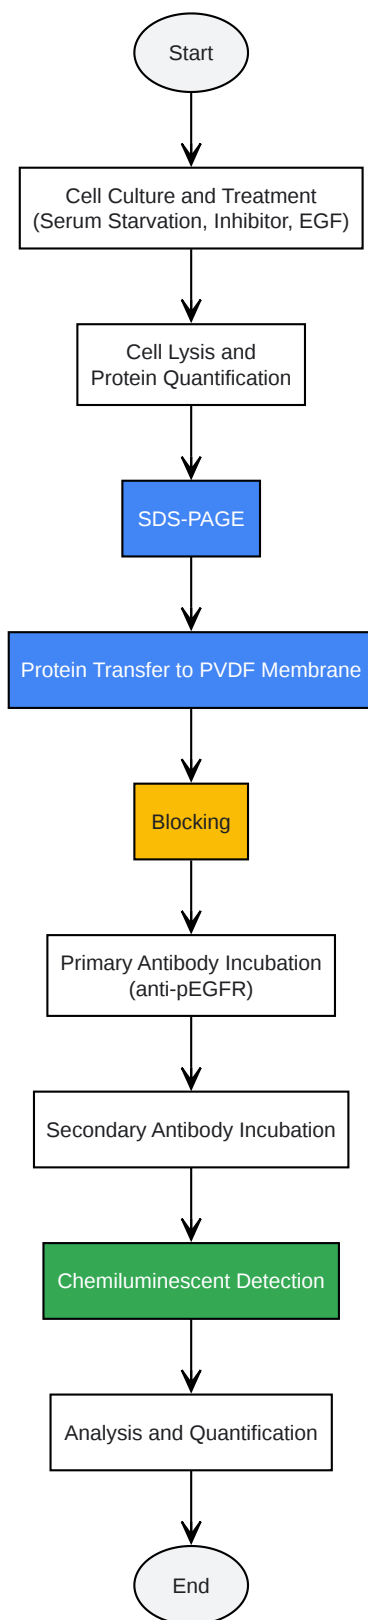 Start
Cell Culture and Treatment
(Serum Starvation, Inhibitor, EGF)
Cell Lysis and
Protein Quantification
SDS-PAGE
Protein Transfer to PVDF Membrane
Blocking
Primary Antibody Incubation
(anti-pEGFR)
Secondary Antibody Incubation
Chemiluminescent Detection
Analysis and Quantification
End